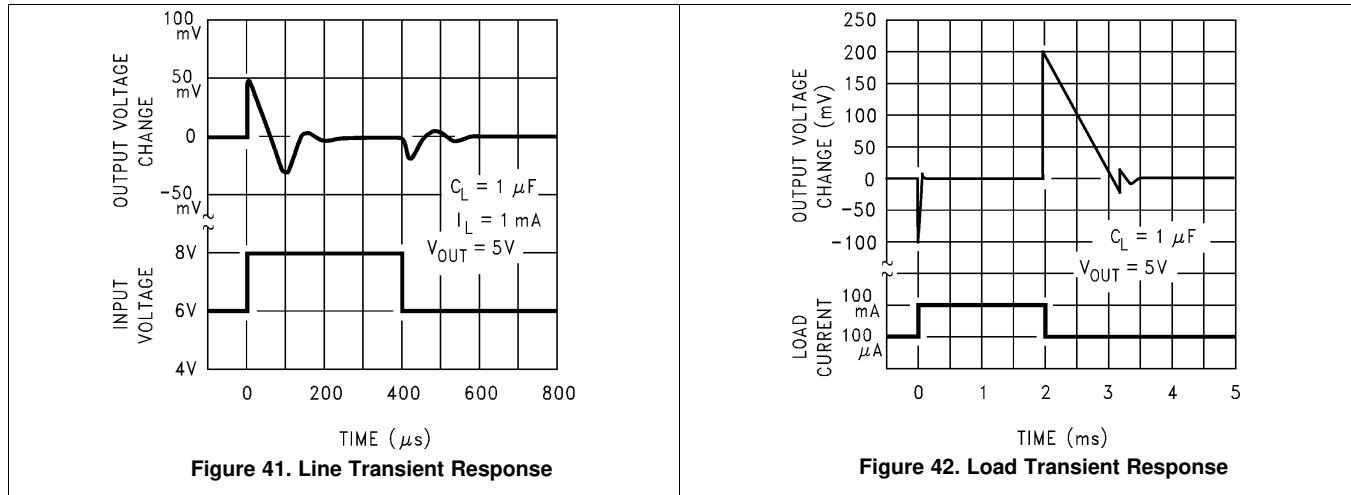 100
mV
50
mV
0
-50
mV
OUTPUT VOLTAGE
CHANGE
C_L = 1 μF
I_L = 1 mA
V_OUT = 5V
8V
6V
4V
INPUT
VOLTAGE
0 200 400 600 800
TIME (μs)
Figure 41. Line Transient Response
250
200
150
100
50
0
-50
-100
OUTPUT VOLTAGE
CHANGE (mV)
C_L = 1 μF
V_OUT = 5V
100
mA
100
μA
LOAD
CURRENT
0 1 2 3 4 5
TIME (ms)
Figure 42. Load Transient Response